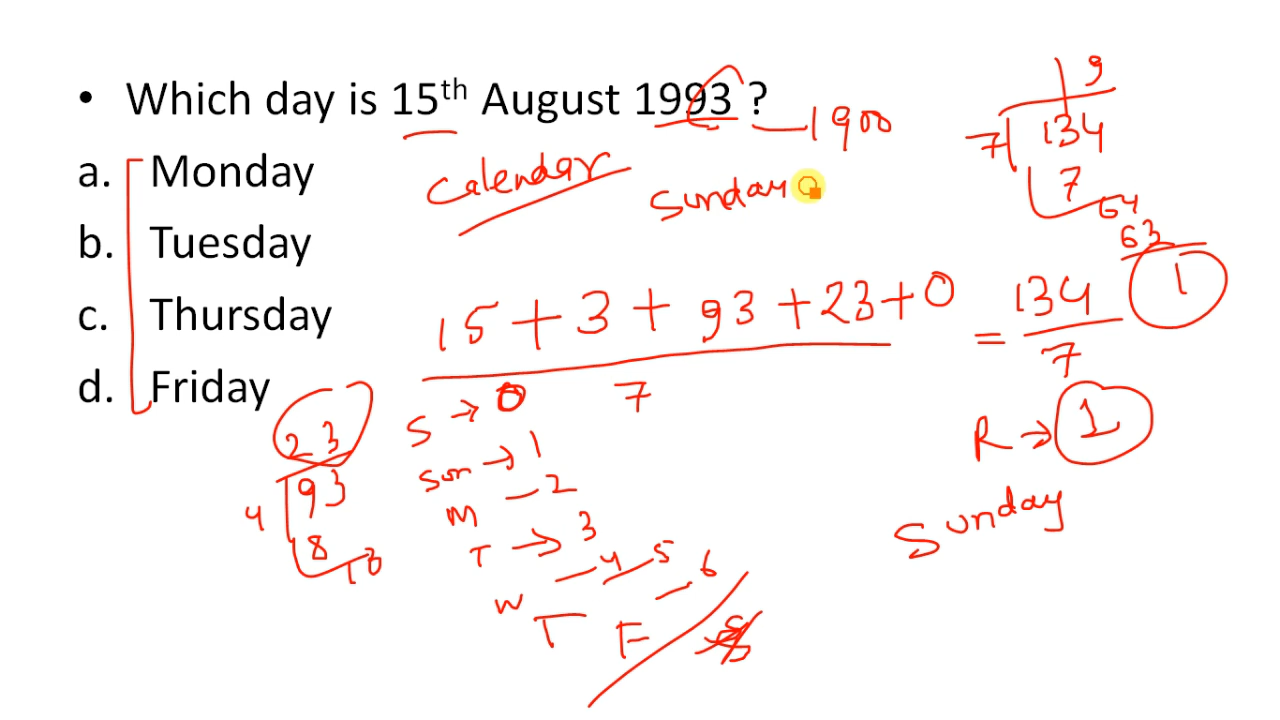 • Which day is 15th August 1993 ?
1900
a. Monday
Calendar
Sunday
b. Tuesday
c. Thursday
d. Friday
9
7 134
7
64
63
1
15 + 3 + 93 + 23 + 0 = 134
7 7
R → 1
Sunday
23
4 93
8
13
S → 0
Sun → 1
M – 2
T → 3
W – 4 – 5 – 6
T F S